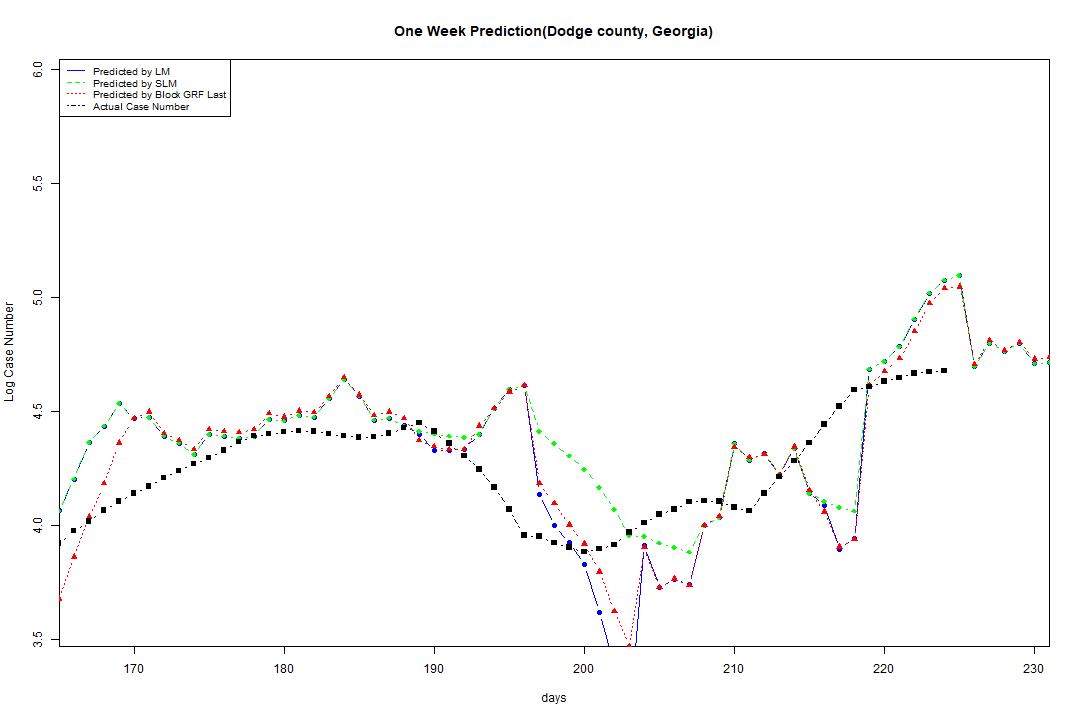 One Week Prediction(Dodge county, Georgia)
Predicted by LM
Predicted by SLM
Predicted by Block GRF Last
Actual Case Number
Log Case Number
6.0
5.5
5.0
4.5
4.0
3.5
170 180 190 200 210 220 230
days